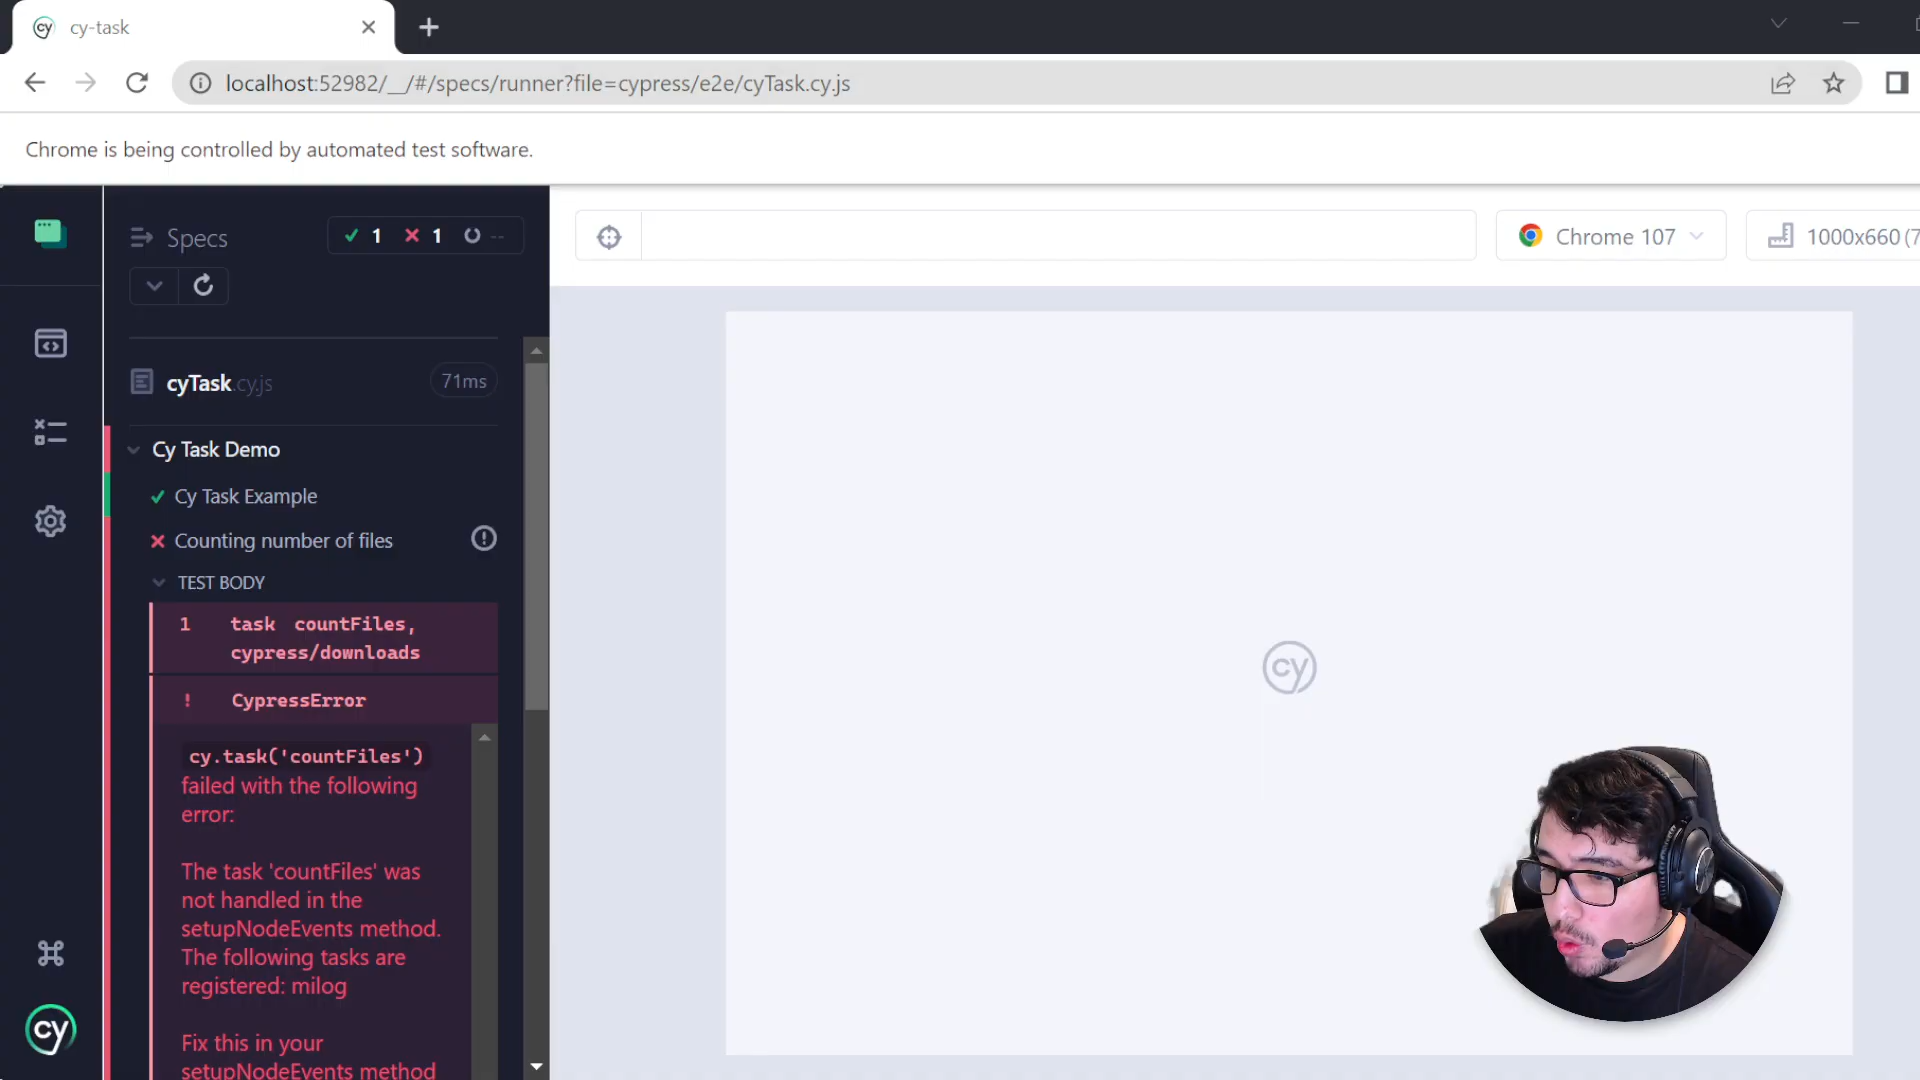 cy-task
localhost:52982/__/#/specs/runner?file=cypress/e2e/cyTask.cy.js
Chrome is being controlled by automated test software.
Specs
1 1 --
Chrome 107
1000x660 (7
cyTask.cy.js
71ms
Cy Task Demo
Cy Task Example
Counting number of files
TEST BODY
1 task countFiles,
cypress/downloads
! CypressError
cy.task('countFiles')
failed with the following
error:
The task 'countFiles' was
not handled in the
setupNodeEvents method.
The following tasks are
registered: milog
Fix this in your
setupNodeEvents method
cy
cy